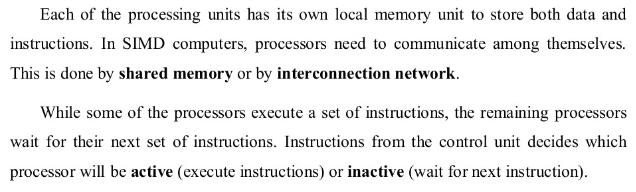 Each of the processing units has its own local memory unit to store both data and
instructions. In SIMD computers, processors need to communicate among themselves.
This is done by shared memory or by interconnection network.
While some of the processors execute a set of instructions, the remaining processors
wait for their next set of instructions. Instructions from the control unit decides which
processor will be active (execute instructions) or inactive (wait for next instruction).